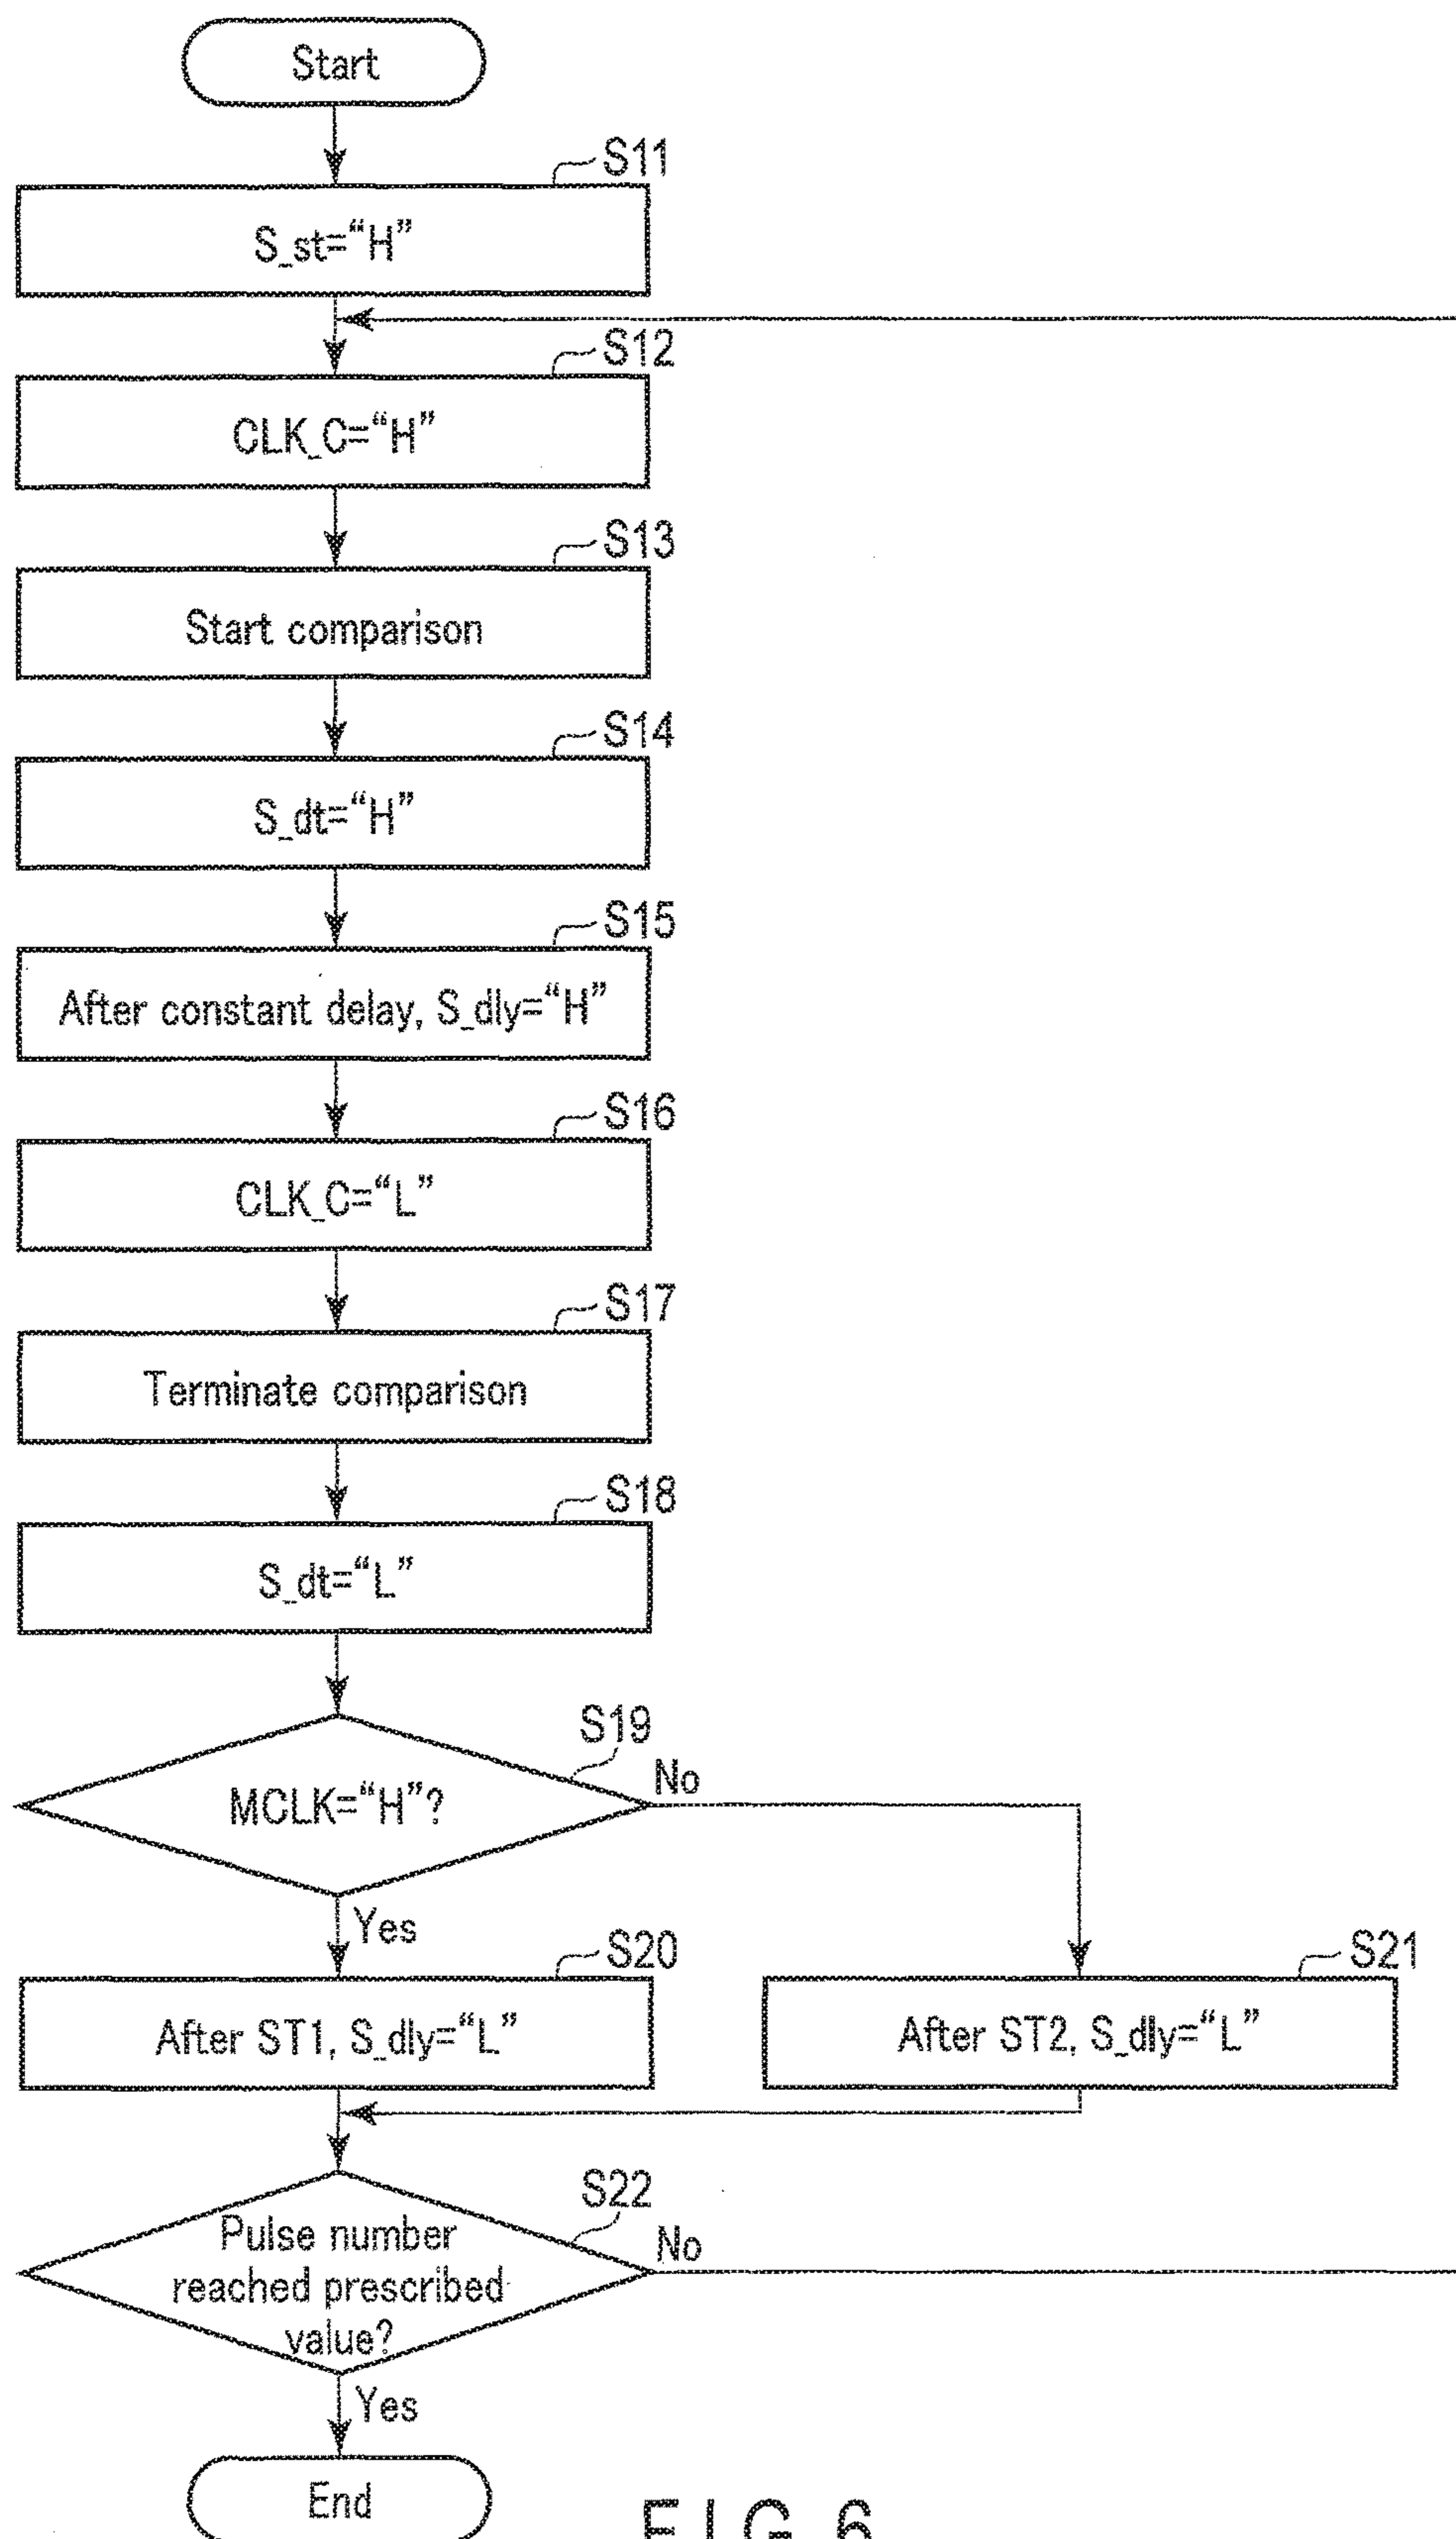 Start
S11
S_st=“H”
S12
CLK_C=“H”
S13
Start comparison
S14
S_dt=“H”
S15
After constant delay, S_dly=“H”
S16
CLK_C=“L”
S17
Terminate comparison
S18
S_dt=“L”
S19
MCLK=“H”?
No
Yes
S20
After ST1, S_dly=“L”
S21
After ST2, S_dly=“L”
S22
Pulse number
reached prescribed
value?
No
Yes
End
FIG. 6